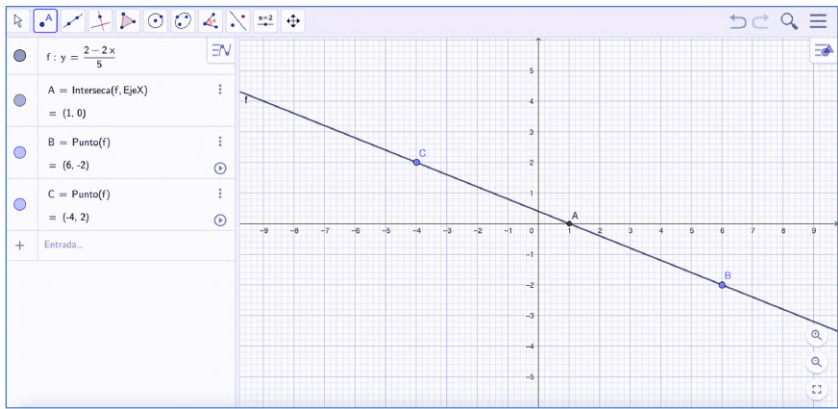 a=2
f : y = (2 − 2 x) / 5
A = Interseca(f, EjeX)
= (1, 0)
B = Punto(f)
= (6, -2)
C = Punto(f)
= (-4, 2)
+ Entrada...
5
f
4
3
C
2
1
A
−9 −8 −7 −6 −5 −4 −3 −2 −1 0 1 2 3 4 5 6 7 8 9
−1
B
−2
−3
−4
−5